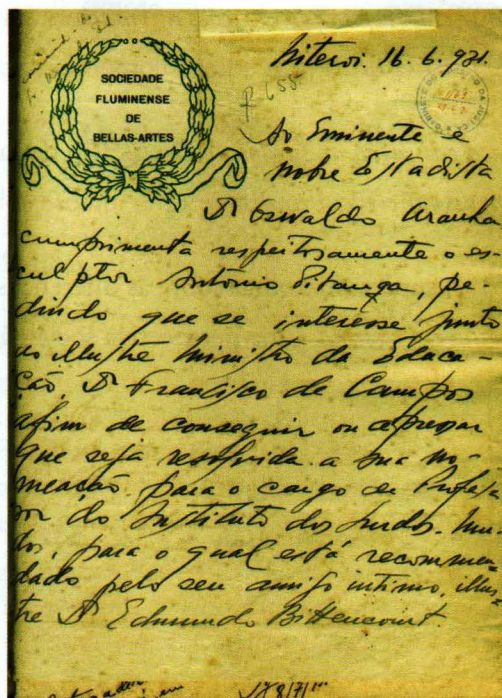 SOCIEDADE
FLUMINENSE
DE
BELLAS-ARTES
Niteroi. 16. 6. 931.
Ao Eminente e
nobre Estadista
Dr Oswaldo Aranha
cumprimenta respeitosamente o es-
culptor Antonio Pitanga, pe-
dindo que se interesse junto
ao illustre Ministro da Educa-
ção Dr Francisco de Campos
afim de conseguir ou apressar
que seja resolvida a sua no-
meação para o cargo de Profes-
sor do Instituto dos Surdos-Mu-
dos, para o qual está recommen-
dado pelo seu amigo intimo, illus-
tre Dr Edmundo Bittencourt.